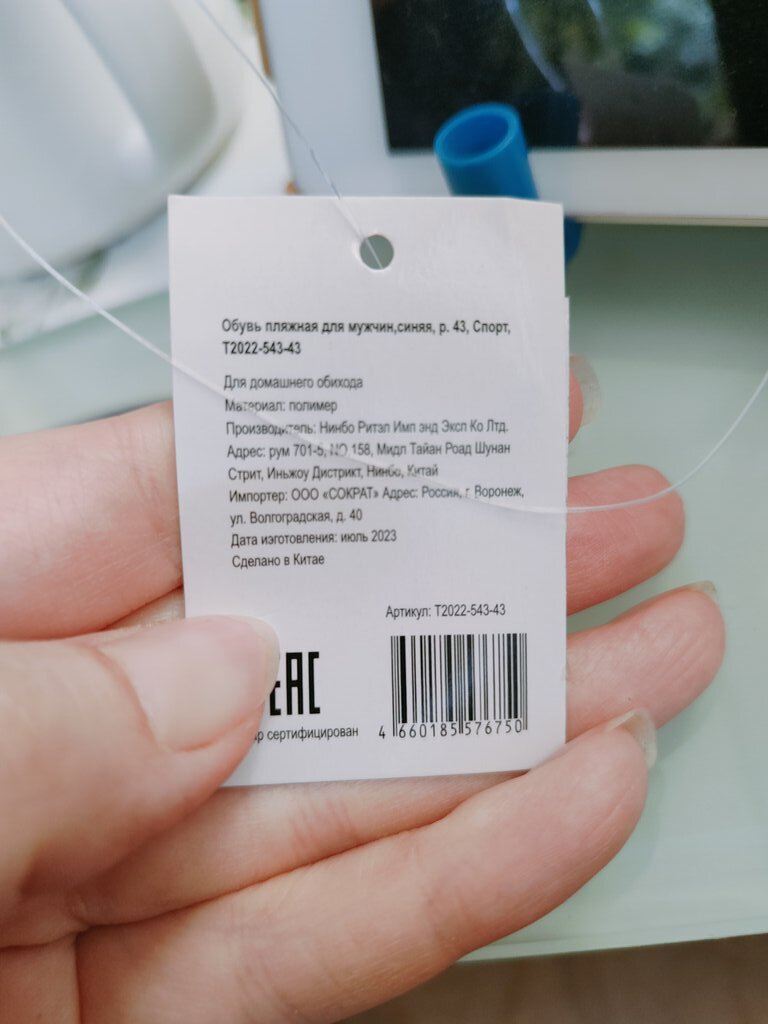 Обувь пляжная для мужчин,синяя, р. 43, Спорт,
Т2022-543-43
Для домашнего обихода
Материал: полимер
Производитель: Нинбо Ритэл Имп энд Эксп Ко Лтд.
Адрес: рум 701-5, NO 158, Мидл Тайан Роад Шунан
Стрит, Иньжоу Дистрикт, Нинбо, Китай
Импортер: ООО «СОКРАТ» Адрес: Россия, г. Воронеж,
ул. Волгоградская, д. 40
Дата изготовления: июль 2023
Сделано в Китае
Артикул: Т2022-543-43
EAC
сертифицирован
4 660185 576750